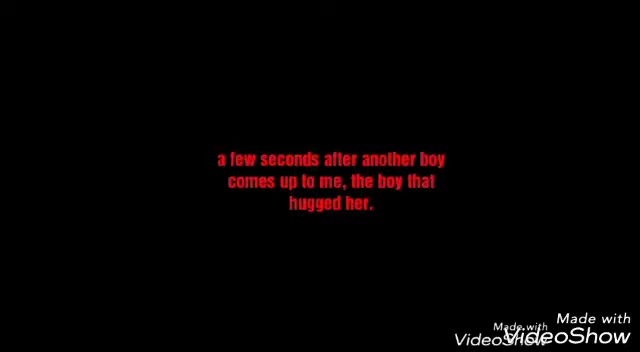 a few seconds after another boy
comes up to me, the boy that
hugged her.
Made with
VideoShow
Made with
VideoShow